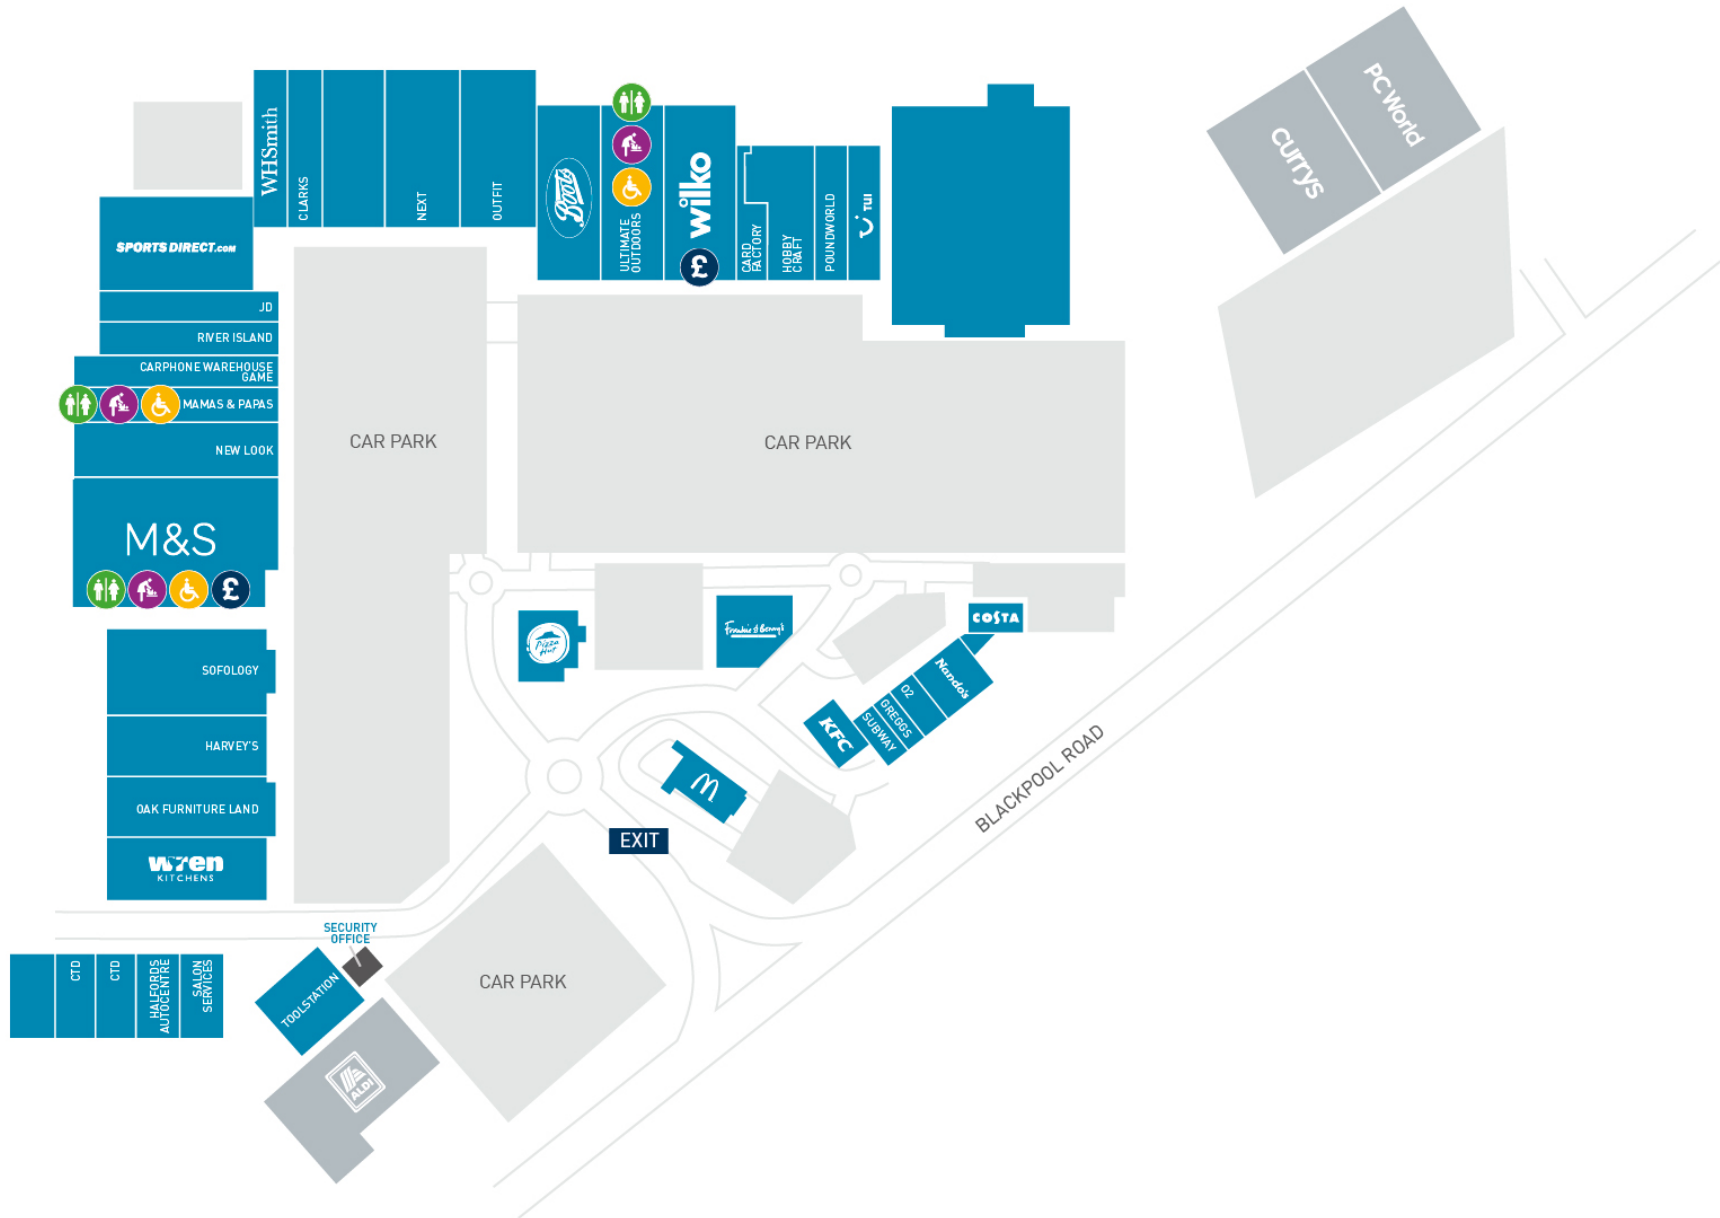 WHSmith
CLARKS
NEXT
OUTFIT
Boots
ULTIMATE
OUTDOORS
wilko
£
CARD
FACTORY
HOBBY
CRAFT
POUNDWORLD
TUI
PC World
CURRYS
SPORTS DIRECT.COM
JD
RIVER ISLAND
CARPHONE WAREHOUSE
GAME
MAMAS & PAPAS
NEW LOOK
M&S
£
CAR PARK
CAR PARK
SOFOLOGY
HARVEY'S
OAK FURNITURE LAND
wren
KITCHENS
Pizza
Hut
Frankie & Benny's
COSTA
Nando's
O2
GREGGS
SUBWAY
KFC
M
EXIT
BLACKPOOL ROAD
SECURITY
OFFICE
CTD
CTD
HALFORDS
AUTOCENTRE
SALON
SERVICES
TOOLSTATION
CAR PARK
ALDI